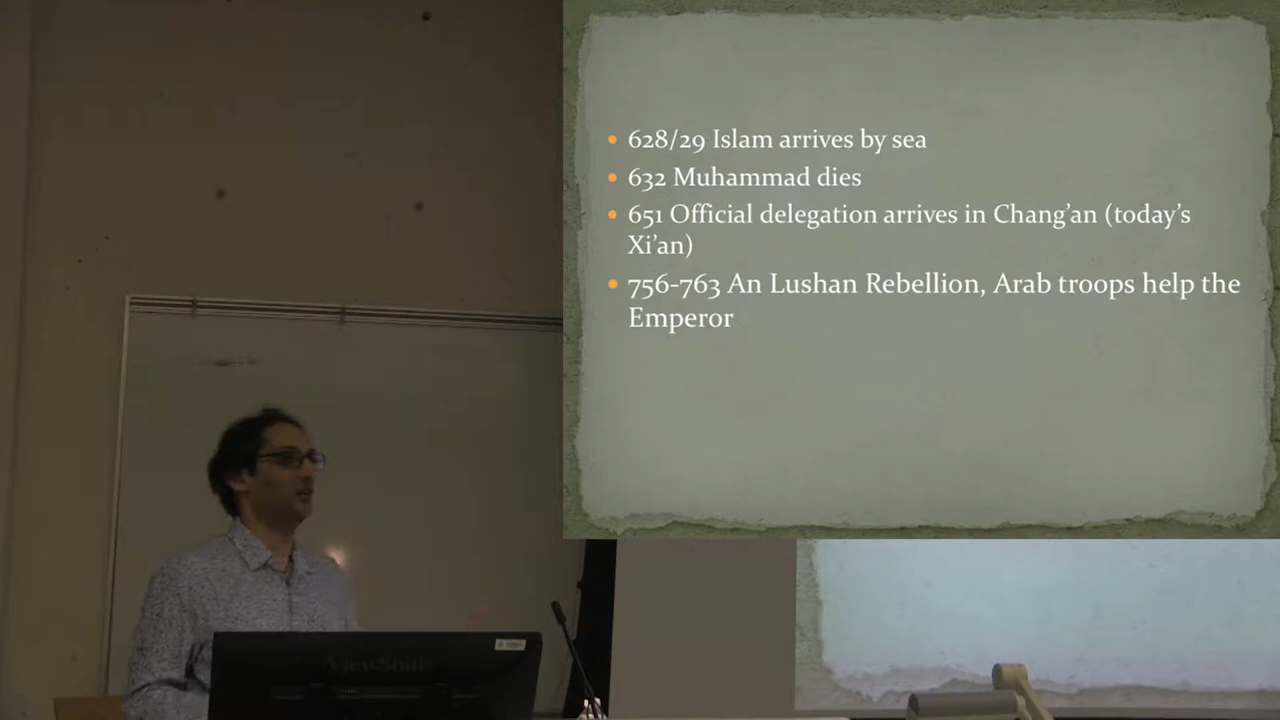 628/29 Islam arrives by sea
632 Muhammad dies
651 Official delegation arrives in Chang’an (today’s
Xi’an)
756-763 An Lushan Rebellion, Arab troops help the
Emperor
ViewSonic